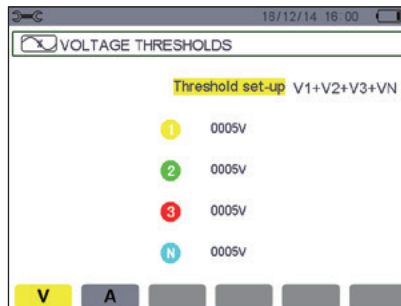 16/12/14 16:00
VOLTAGE THRESHOLDS
Threshold set-up V1+V2+V3+VN
1 0005V
2 0005V
3 0005V
N 0005V
V A